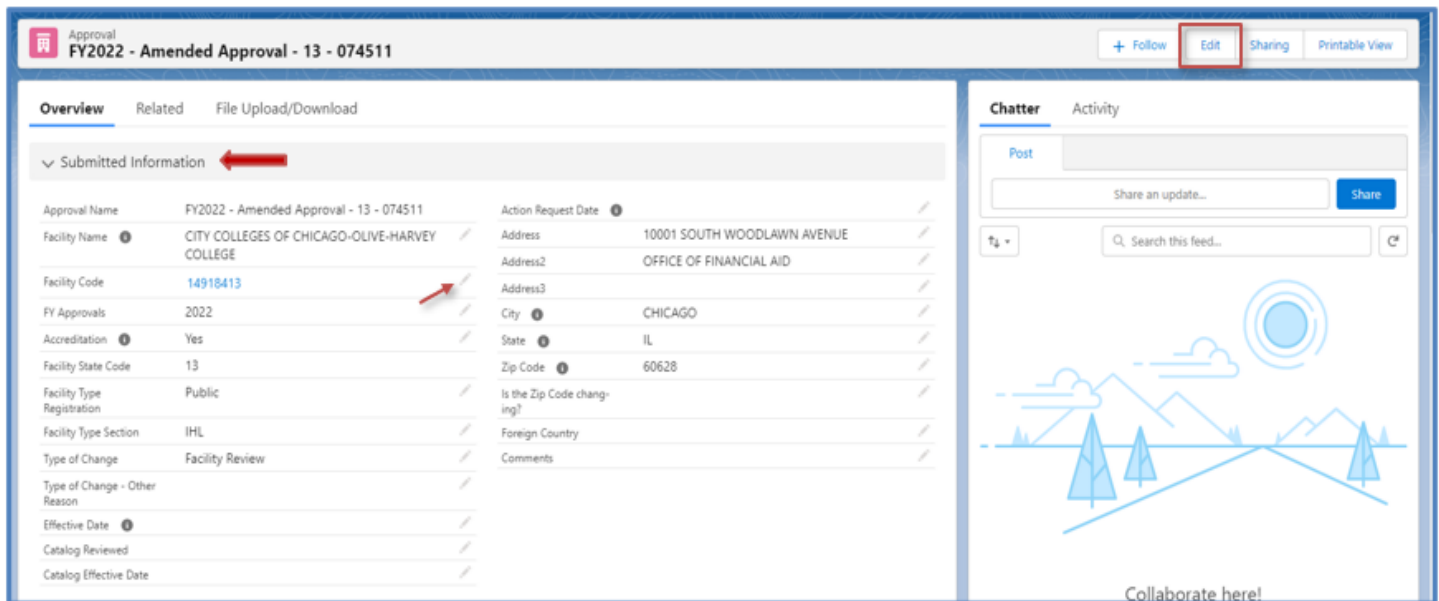 Approval
FY2022 - Amended Approval - 13 - 074511
+ Follow
Edit
Sharing
Printable View
Overview
Related
File Upload/Download
Submitted Information
Approval Name FY2022 - Amended Approval - 13 - 074511
Facility Name CITY COLLEGES OF CHICAGO-OLIVE-HARVEY
COLLEGE
Facility Code 14918413
FY Approvals 2022
Accreditation Yes
Facility State Code 13
Facility Type Public
Registration
Facility Type Section IHL
Type of Change Facility Review
Type of Change - Other
Reason
Effective Date
Catalog Reviewed
Catalog Effective Date
Action Request Date
Address 10001 SOUTH WOODLAWN AVENUE
Address2 OFFICE OF FINANCIAL AID
Address3
City CHICAGO
State IL
Zip Code 60628
Is the Zip Code chang-
ing?
Foreign Country
Comments
Chatter
Activity
Post
Share an update...
Share
Search this feed...
Collaborate here!